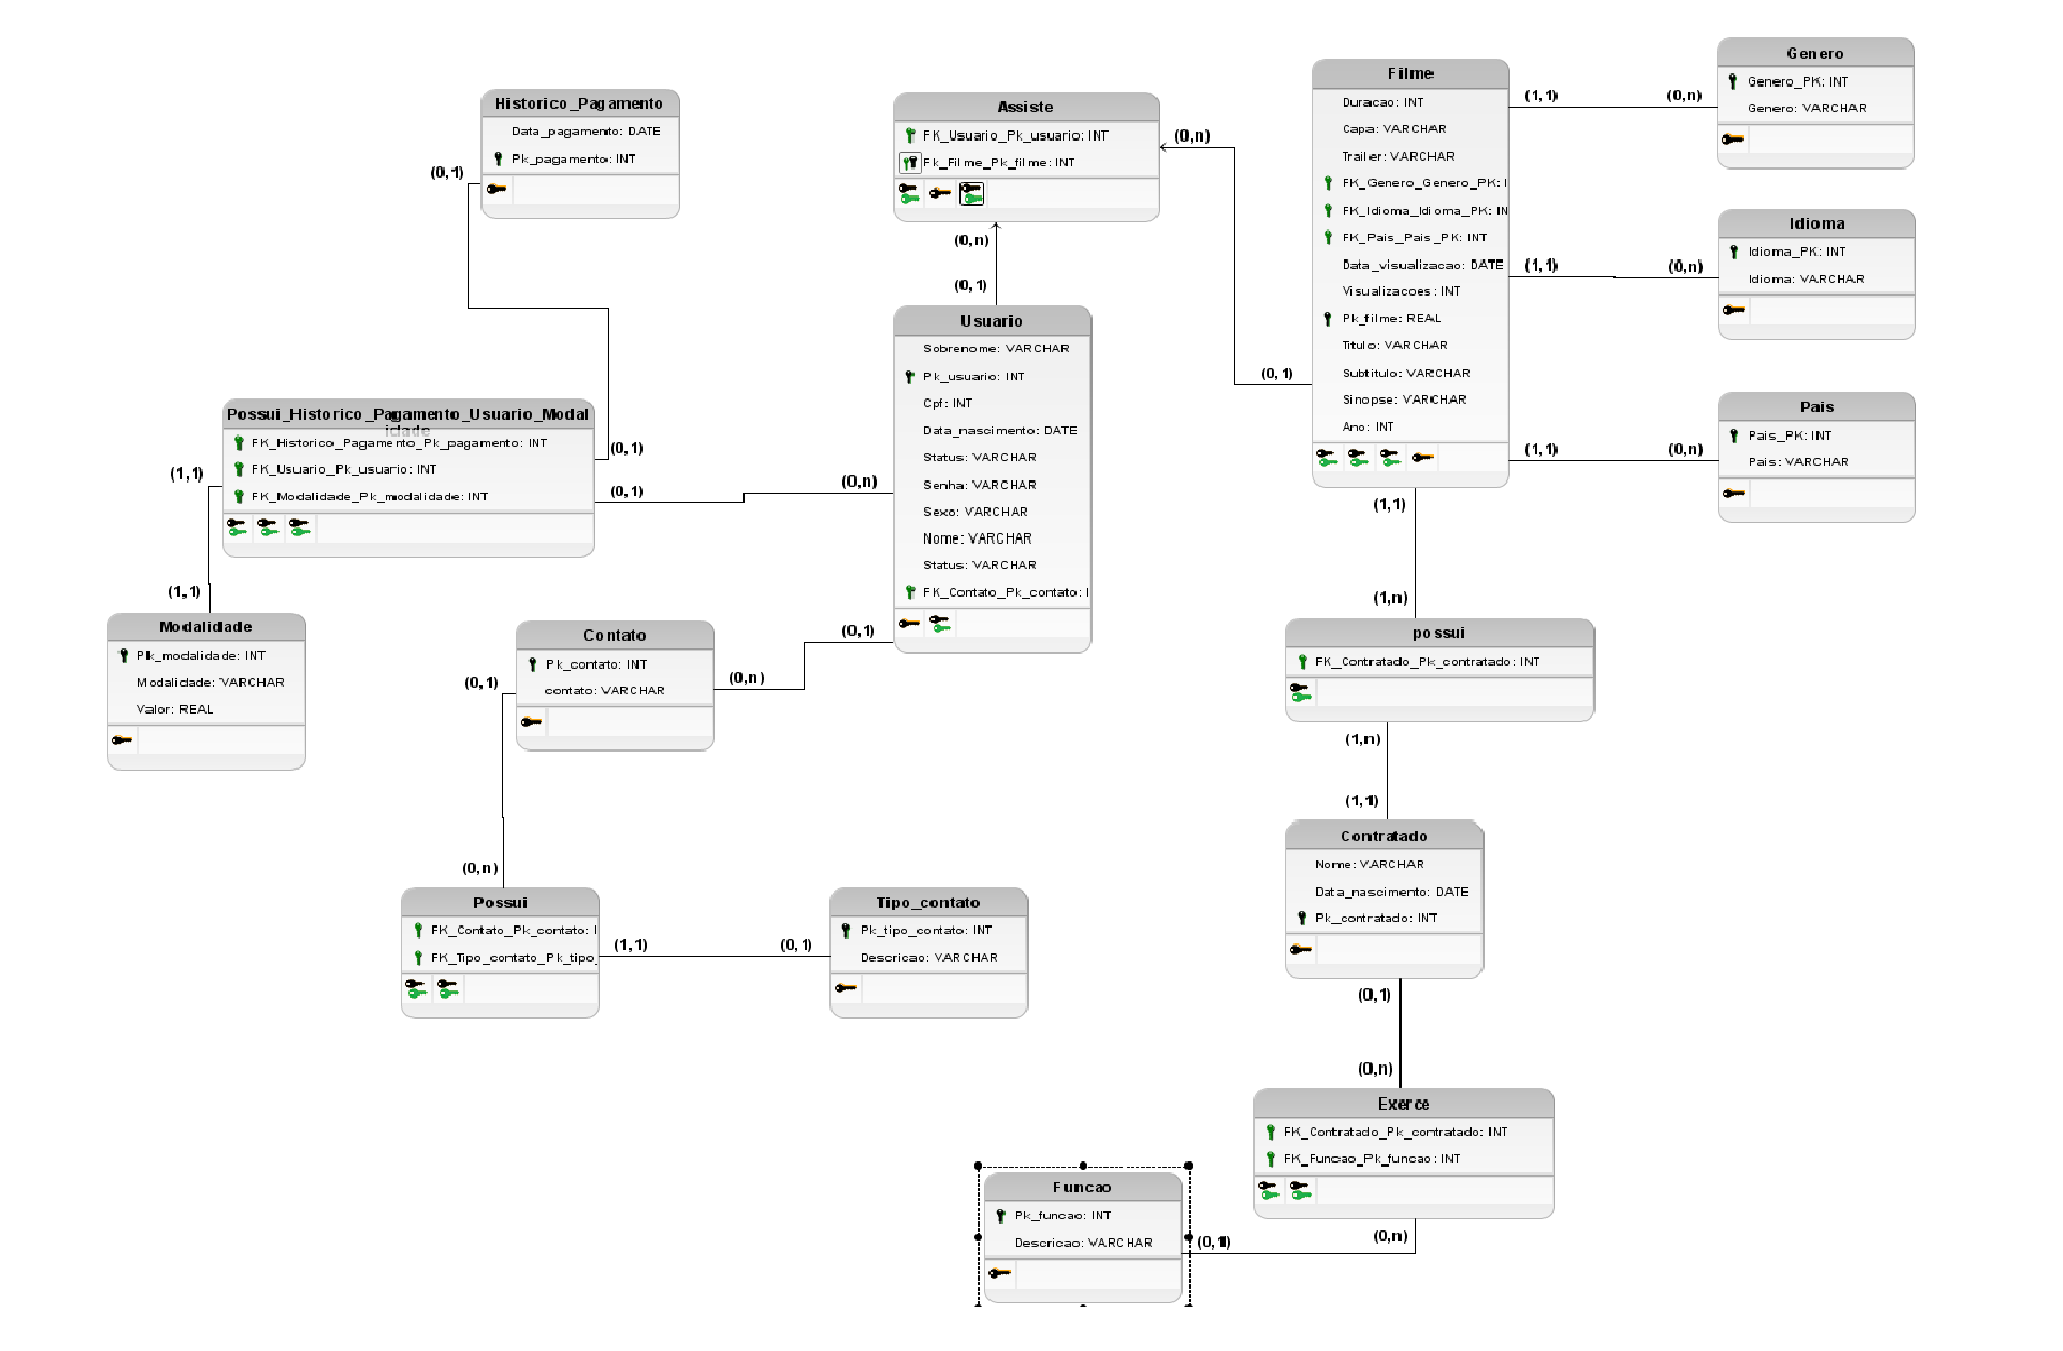 Historico_Pagamento
Data_pagamento: DATE
Pk_pagamento: INT
(0,1)
Assiste
FK_Usuario_Pk_usuario: INT
Pk_Filme_Pk_filme: INT
(0,n)
(0,n)
(0,1)
Filme
Duracao: INT
Capa: VARCHAR
Trailer: VARCHAR
FK_Genero_Genero_PK: I
FK_Idioma_Idioma_PK: IN
FK_Pais_Pais_PK: INT
Data_visualizacao: DATE
Visualizacoes: INT
Pk_filme: REAL
Titulo: VARCHAR
Subtitulo: VARCHAR
Sinopse: VARCHAR
Ano: INT
(0,1)
(1,1)
(0,n)
Genero
Genero_PK: INT
Genero: VARCHAR
(1,1)
(0,n)
Idioma
Idioma_PK: INT
Idioma: VARCHAR
(1,1)
(0,n)
Pais
Pais_PK: INT
Pais: VARCHAR
Usuario
Sobrenome: VARCHAR
Pk_usuario: INT
Cpf: INT
Data_nascimento: DATE
Status: VARCHAR
Senha: VARCHAR
Sexo: VARCHAR
Nome: VARCHAR
Status: VARCHAR
FK_Contato_Pk_contato: I
Possui_Historico_Pagamento_Usuario_Modal
idade
FK_Historico_Pagamento_Pk_pagamento: INT
FK_Usuario_Pk_usuario: INT
FK_Modalidade_Pk_modalidade: INT
(0,1)
(0,1)
(0,n)
(1,1)
(1,1)
Modalidade
Pk_modalidade: INT
Modalidade: VARCHAR
Valor: REAL
Contato
Pk_contato: INT
contato: VARCHAR
(0,1)
(0,n)
(0,1)
(0,n)
Possui
FK_Contato_Pk_contato: I
FK_Tipo_contato_Pk_tipo_
(1,1)
(0,1)
Tipo_contato
Pk_tipo_contato: INT
Descricao: VARCHAR
(1,1)
(1,n)
possui
FK_Contratado_Pk_contratado: INT
(1,n)
(1,1)
Contratado
Nome: VARCHAR
Data_nascimento: DATE
Pk_contratado: INT
(0,1)
(0,n)
Exerce
FK_Contratado_Pk_contratado: INT
FK_Funcao_Pk_funcao: INT
(0,n)
(0,1)
Funcao
Pk_funcao: INT
Descricao: VARCHAR